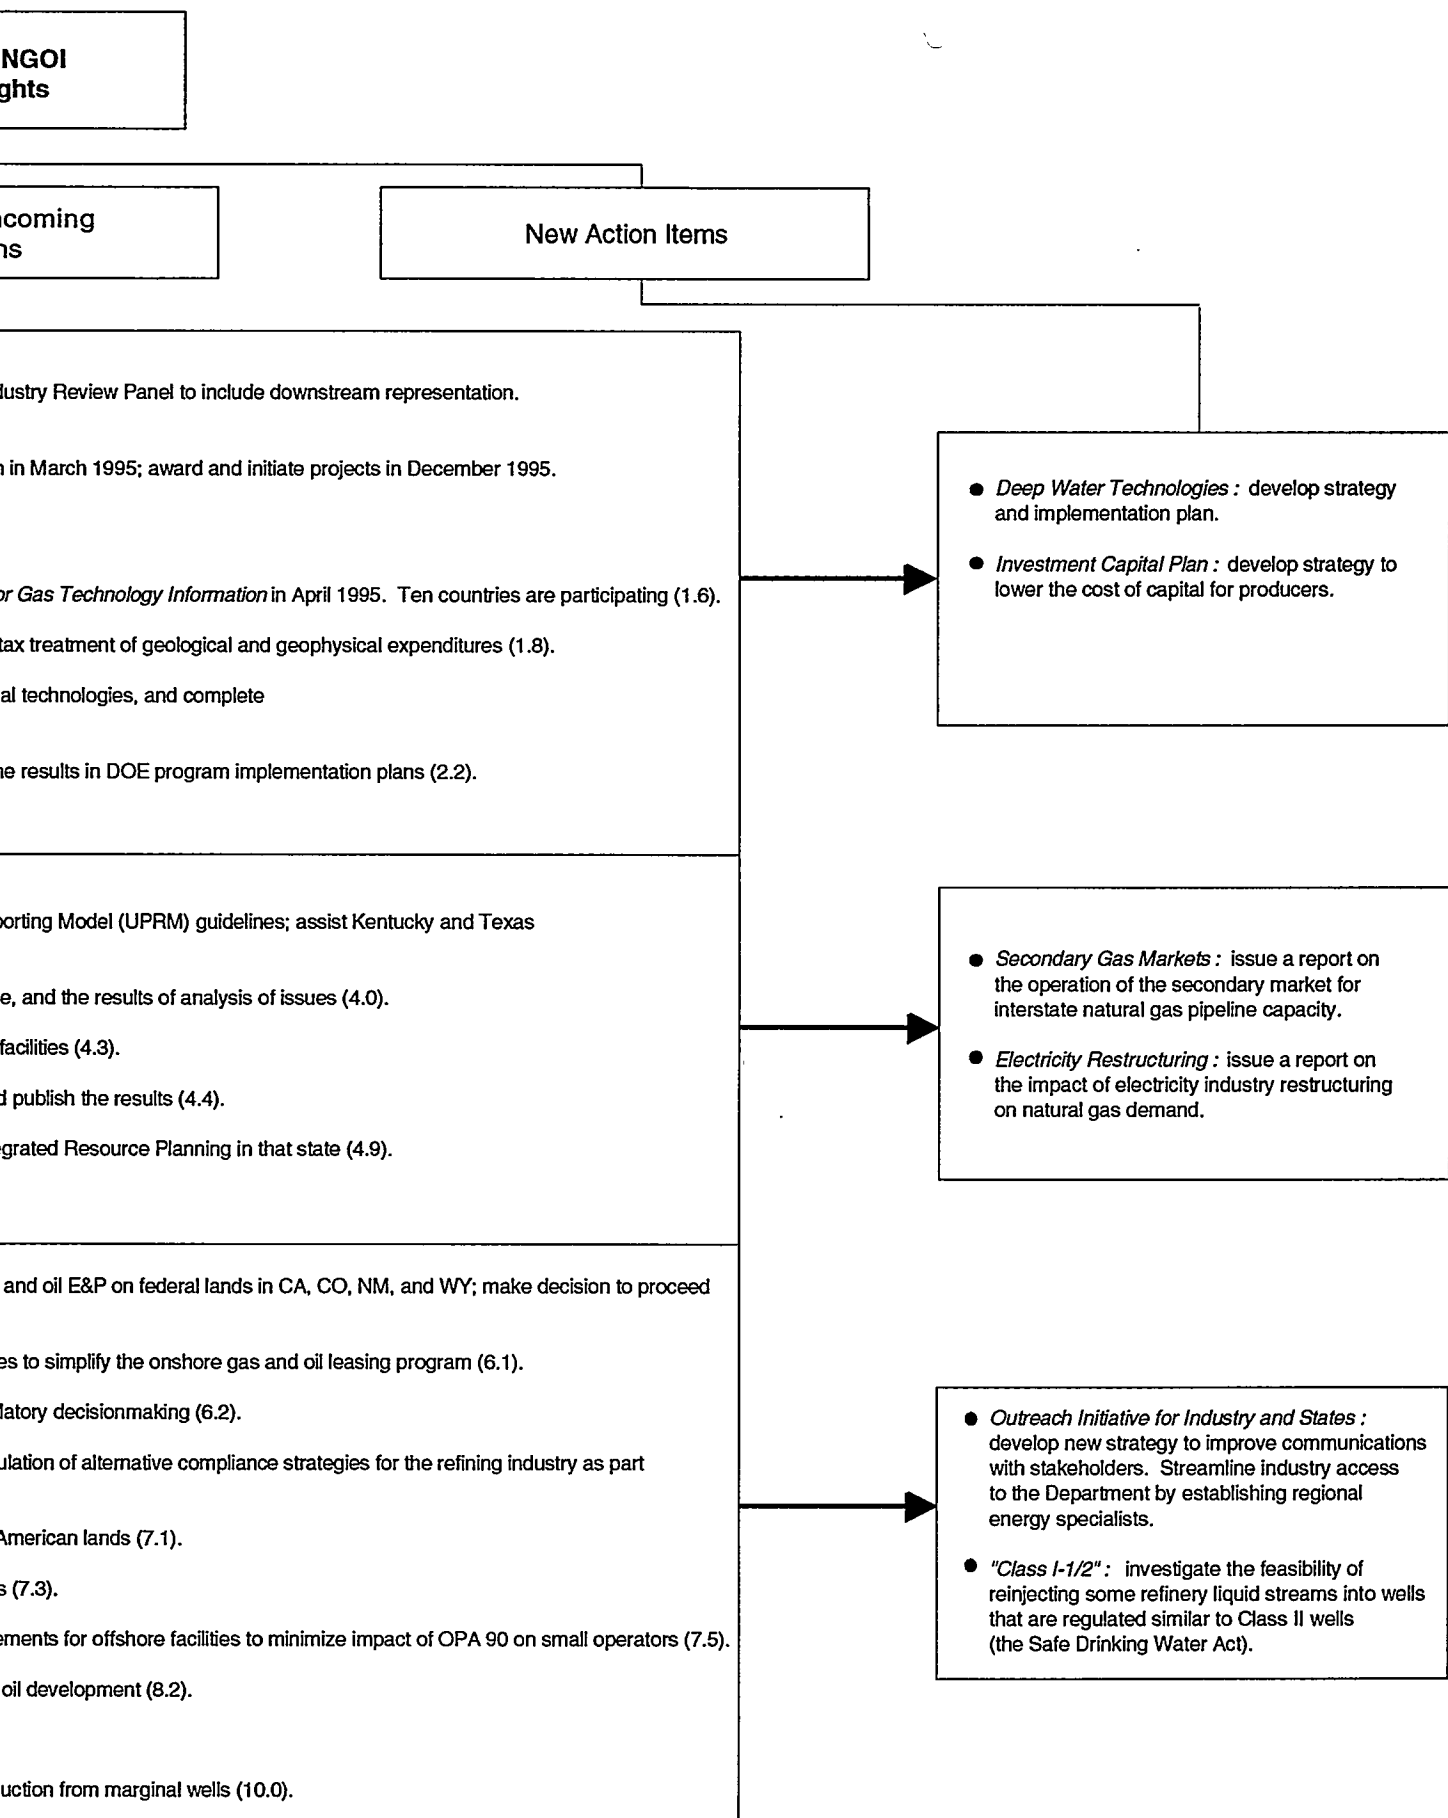 NGOI
ghts
ncoming
ns
New Action Items
dustry Review Panel to include downstream representation.
n in March 1995; award and initiate projects in December 1995.
or Gas Technology Information in April 1995. Ten countries are participating (1.6).
tax treatment of geological and geophysical expenditures (1.8).
al technologies, and complete
he results in DOE program implementation plans (2.2).
● Deep Water Technologies : develop strategy
and implementation plan.
● Investment Capital Plan : develop strategy to
lower the cost of capital for producers.
porting Model (UPRM) guidelines; assist Kentucky and Texas
e, and the results of analysis of issues (4.0).
facilities (4.3).
d publish the results (4.4).
egrated Resource Planning in that state (4.9).
● Secondary Gas Markets : issue a report on
the operation of the secondary market for
interstate natural gas pipeline capacity.
● Electricity Restructuring : issue a report on
the impact of electricity industry restructuring
on natural gas demand.
and oil E&P on federal lands in CA, CO, NM, and WY; make decision to proceed
es to simplify the onshore gas and oil leasing program (6.1).
latory decisionmaking (6.2).
ulation of alternative compliance strategies for the refining industry as part
American lands (7.1).
s (7.3).
ements for offshore facilities to minimize impact of OPA 90 on small operators (7.5).
oil development (8.2).
uction from marginal wells (10.0).
● Outreach Initiative for Industry and States :
develop new strategy to improve communications
with stakeholders. Streamline industry access
to the Department by establishing regional
energy specialists.
● "Class I-1/2" : investigate the feasibility of
reinjecting some refinery liquid streams into wells
that are regulated similar to Class II wells
(the Safe Drinking Water Act).